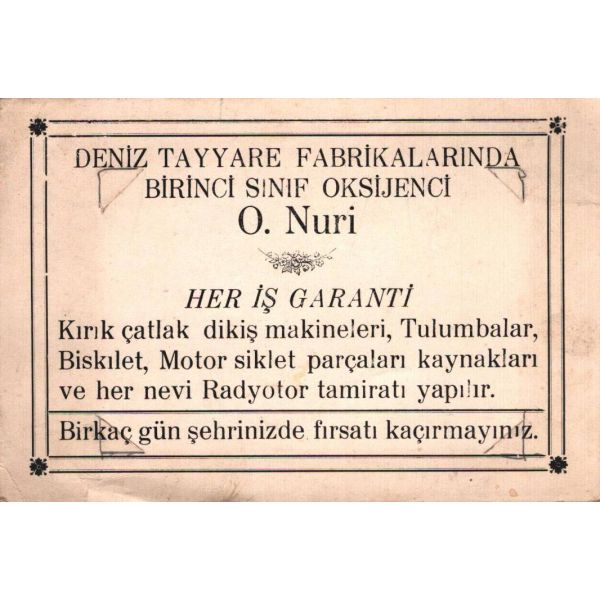 DENİZ TAYYARE FABRİKALARINDA
BİRİNCİ SINIF OKSİJENCİ
O. Nuri
HER İŞ GARANTİ
Kırık çatlak dikiş makineleri, Tulumbalar,
Biskılet, Motor siklet parçaları kaynakları
ve her nevi Radyotor tamiratı yapılır.
Birkaç gün şehrinizde fırsatı kaçırmayınız.